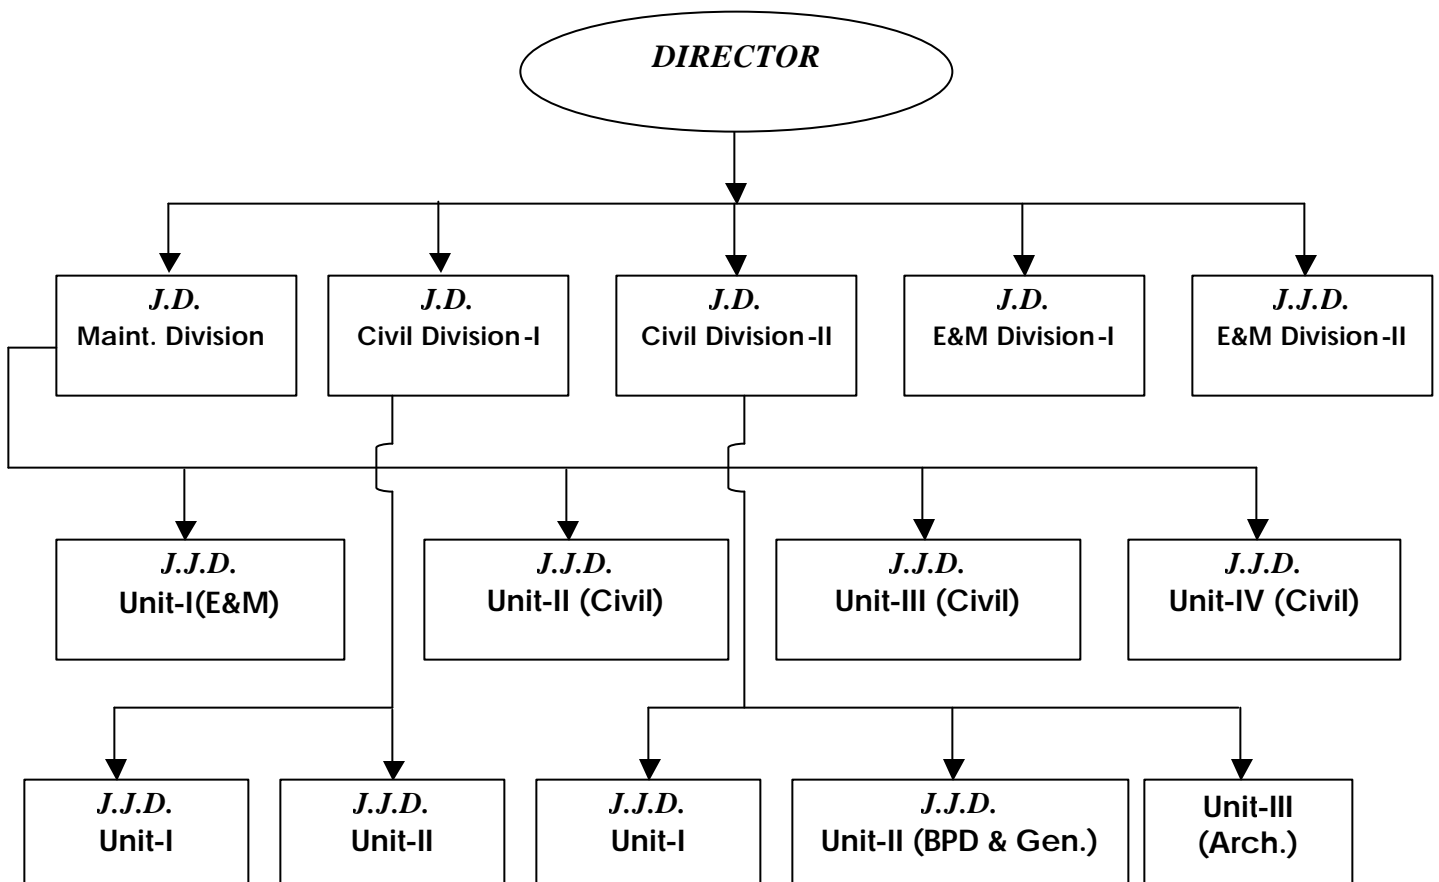 DIRECTOR
J.D.
Maint. Division
J.D.
Civil Division-I
J.D.
Civil Division-II
J.D.
E&M Division-I
J.J.D.
E&M Division-II
J.J.D.
Unit-I(E&M)
J.J.D.
Unit-II (Civil)
J.J.D.
Unit-III (Civil)
J.J.D.
Unit-IV (Civil)
J.J.D.
Unit-I
J.J.D.
Unit-II
J.J.D.
Unit-I
J.J.D.
Unit-II (BPD & Gen.)
Unit-III
(Arch.)